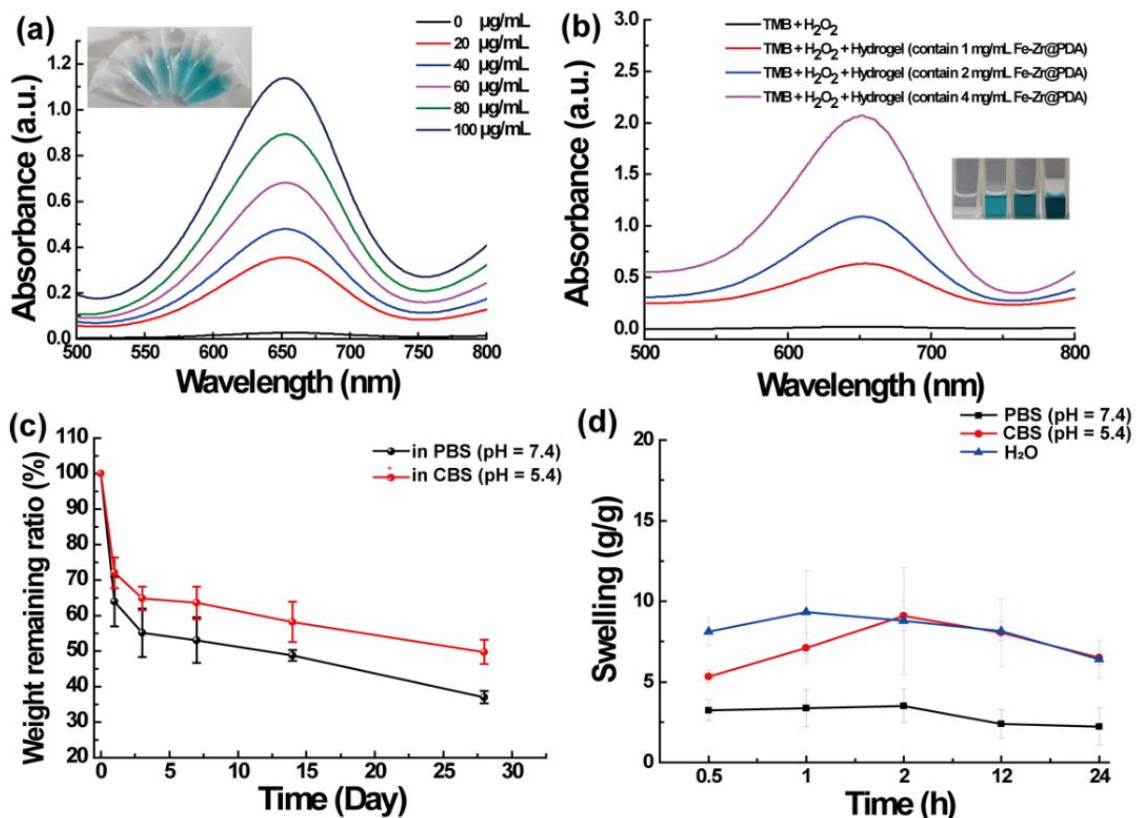 (a)
0 µg/mL
20 µg/mL
40 µg/mL
60 µg/mL
80 µg/mL
100 µg/mL
Absorbance (a.u.)
1.2
1.0
0.8
0.6
0.4
0.2
0.0
500 550 600 650 700 750 800
Wavelength (nm)
(b)
TMB + H₂O₂
TMB + H₂O₂ + Hydrogel (contain 1 mg/mL Fe-Zr@PDA)
TMB + H₂O₂ + Hydrogel (contain 2 mg/mL Fe-Zr@PDA)
TMB + H₂O₂ + Hydrogel (contain 4 mg/mL Fe-Zr@PDA)
Absorbance (a.u.)
3.0
2.5
2.0
1.5
1.0
0.5
0.0
500 600 700 800
Wavelength (nm)
(c)
in PBS (pH = 7.4)
in CBS (pH = 5.4)
Weight remaining ratio (%)
110
100
90
80
70
60
50
40
30
20
0 5 10 15 20 25 30
Time (Day)
(d)
PBS (pH = 7.4)
CBS (pH = 5.4)
H₂O
Swelling (g/g)
20
15
10
5
0
0.5 1 2 12 24
Time (h)